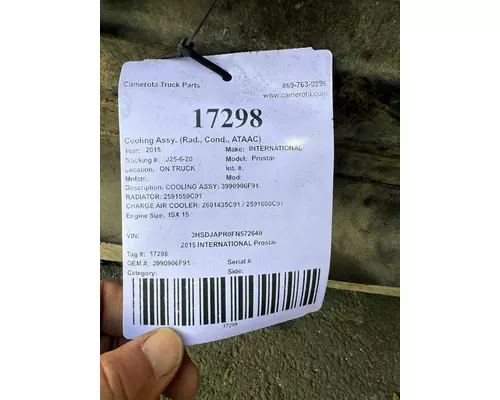 Camerota Truck Parts 860-763-0896
www.camerota.com
17298
Cooling Assy. (Rad., Cond., ATAAC)
Year: 2015 Make: INTERNATIONAL
Tracking #: J25-6-20 Model: Prostar
Location: ON TRUCK Int. #:
Mnfctr.: Mod:
Description: COOLING ASSY: 3990906F91
RADIATOR: 2591559C91
CHARGE AIR COOLER: 2601435C91 / 2591600C91
Engine Size: ISX 15
VIN: 3HSDJAPR0FN572640
2015 INTERNATIONAL Prostar
Tag #: 17298
OEM #: 3990906F91 Serial #:
Category: Side:
17298